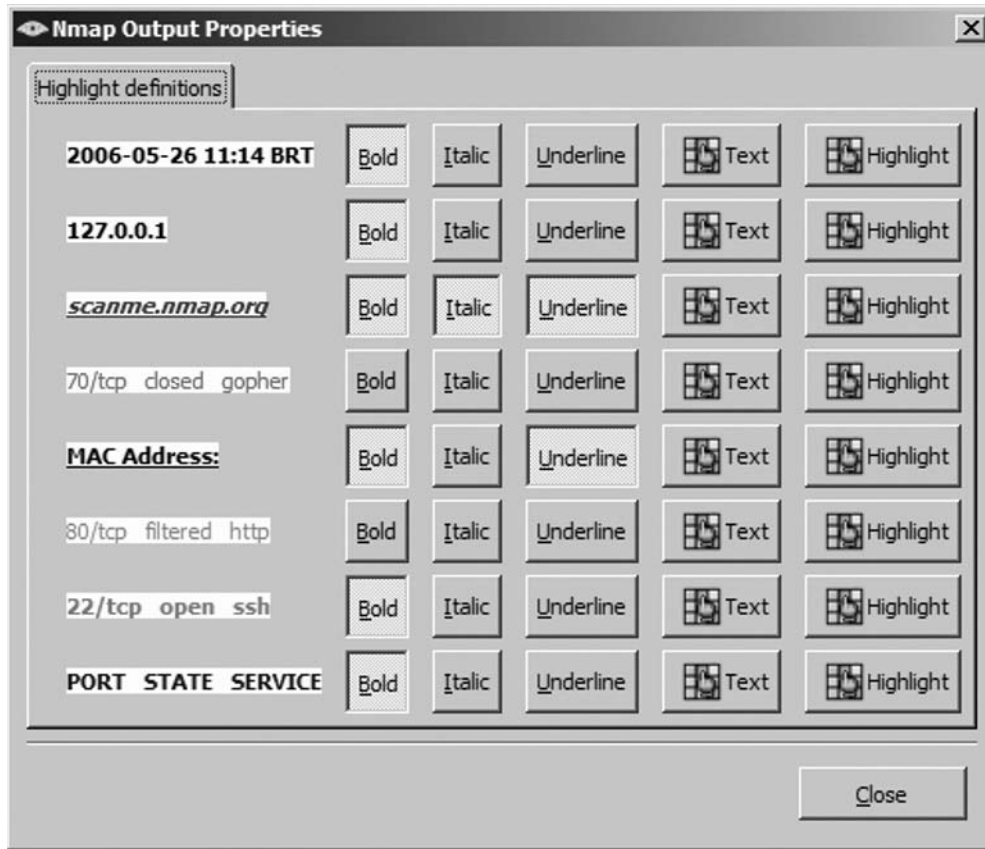 Nmap Output Properties
Highlight definitions
2006-05-26 11:14 BRT Bold Italic Underline Text Highlight
127.0.0.1 Bold Italic Underline Text Highlight
scanme.nmap.org Bold Italic Underline Text Highlight
70/tcp closed gopher Bold Italic Underline Text Highlight
MAC Address: Bold Italic Underline Text Highlight
80/tcp filtered http Bold Italic Underline Text Highlight
22/tcp open ssh Bold Italic Underline Text Highlight
PORT STATE SERVICE Bold Italic Underline Text Highlight
Close